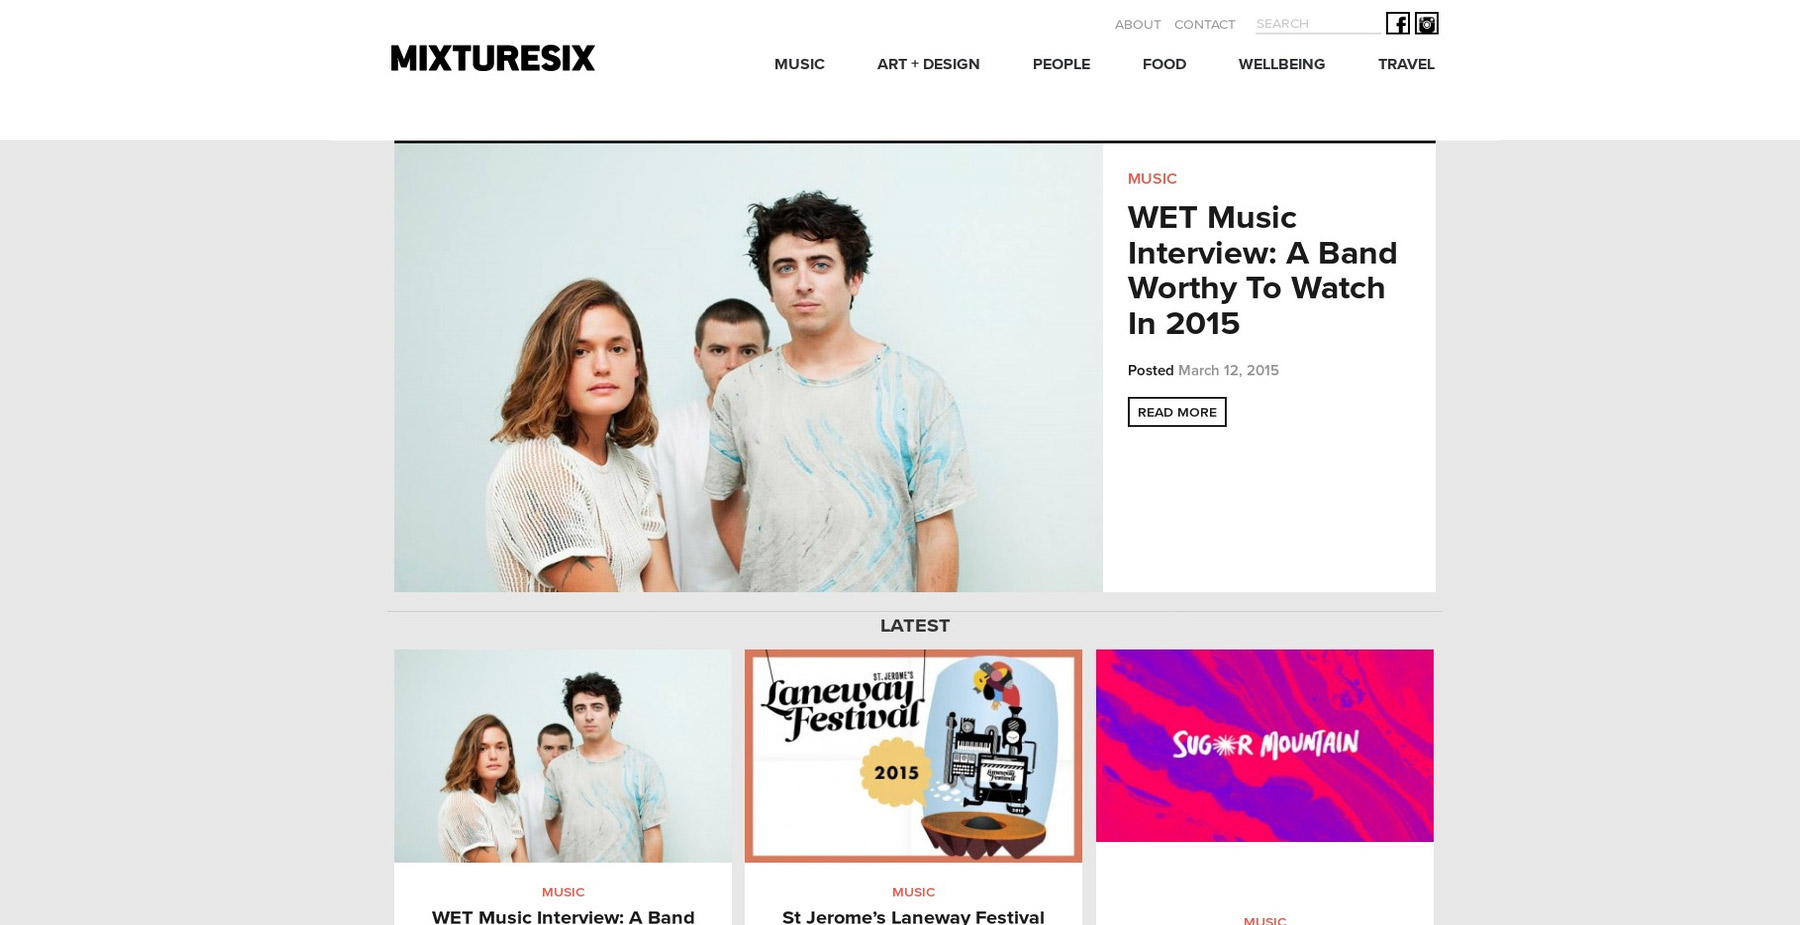 ABOUT CONTACT SEARCH
MIXTURESIX
MUSIC ART + DESIGN PEOPLE FOOD WELLBEING TRAVEL
MUSIC
WET Music
Interview: A Band
Worthy To Watch
In 2015
Posted March 12, 2015
READ MORE
LATEST
ST. JEROME'S
Laneway
Festival
2015
Laneway
Festival
SUGAR MOUNTAIN
MUSIC
WET Music Interview: A Band
MUSIC
St Jerome’s Laneway Festival
MUSIC